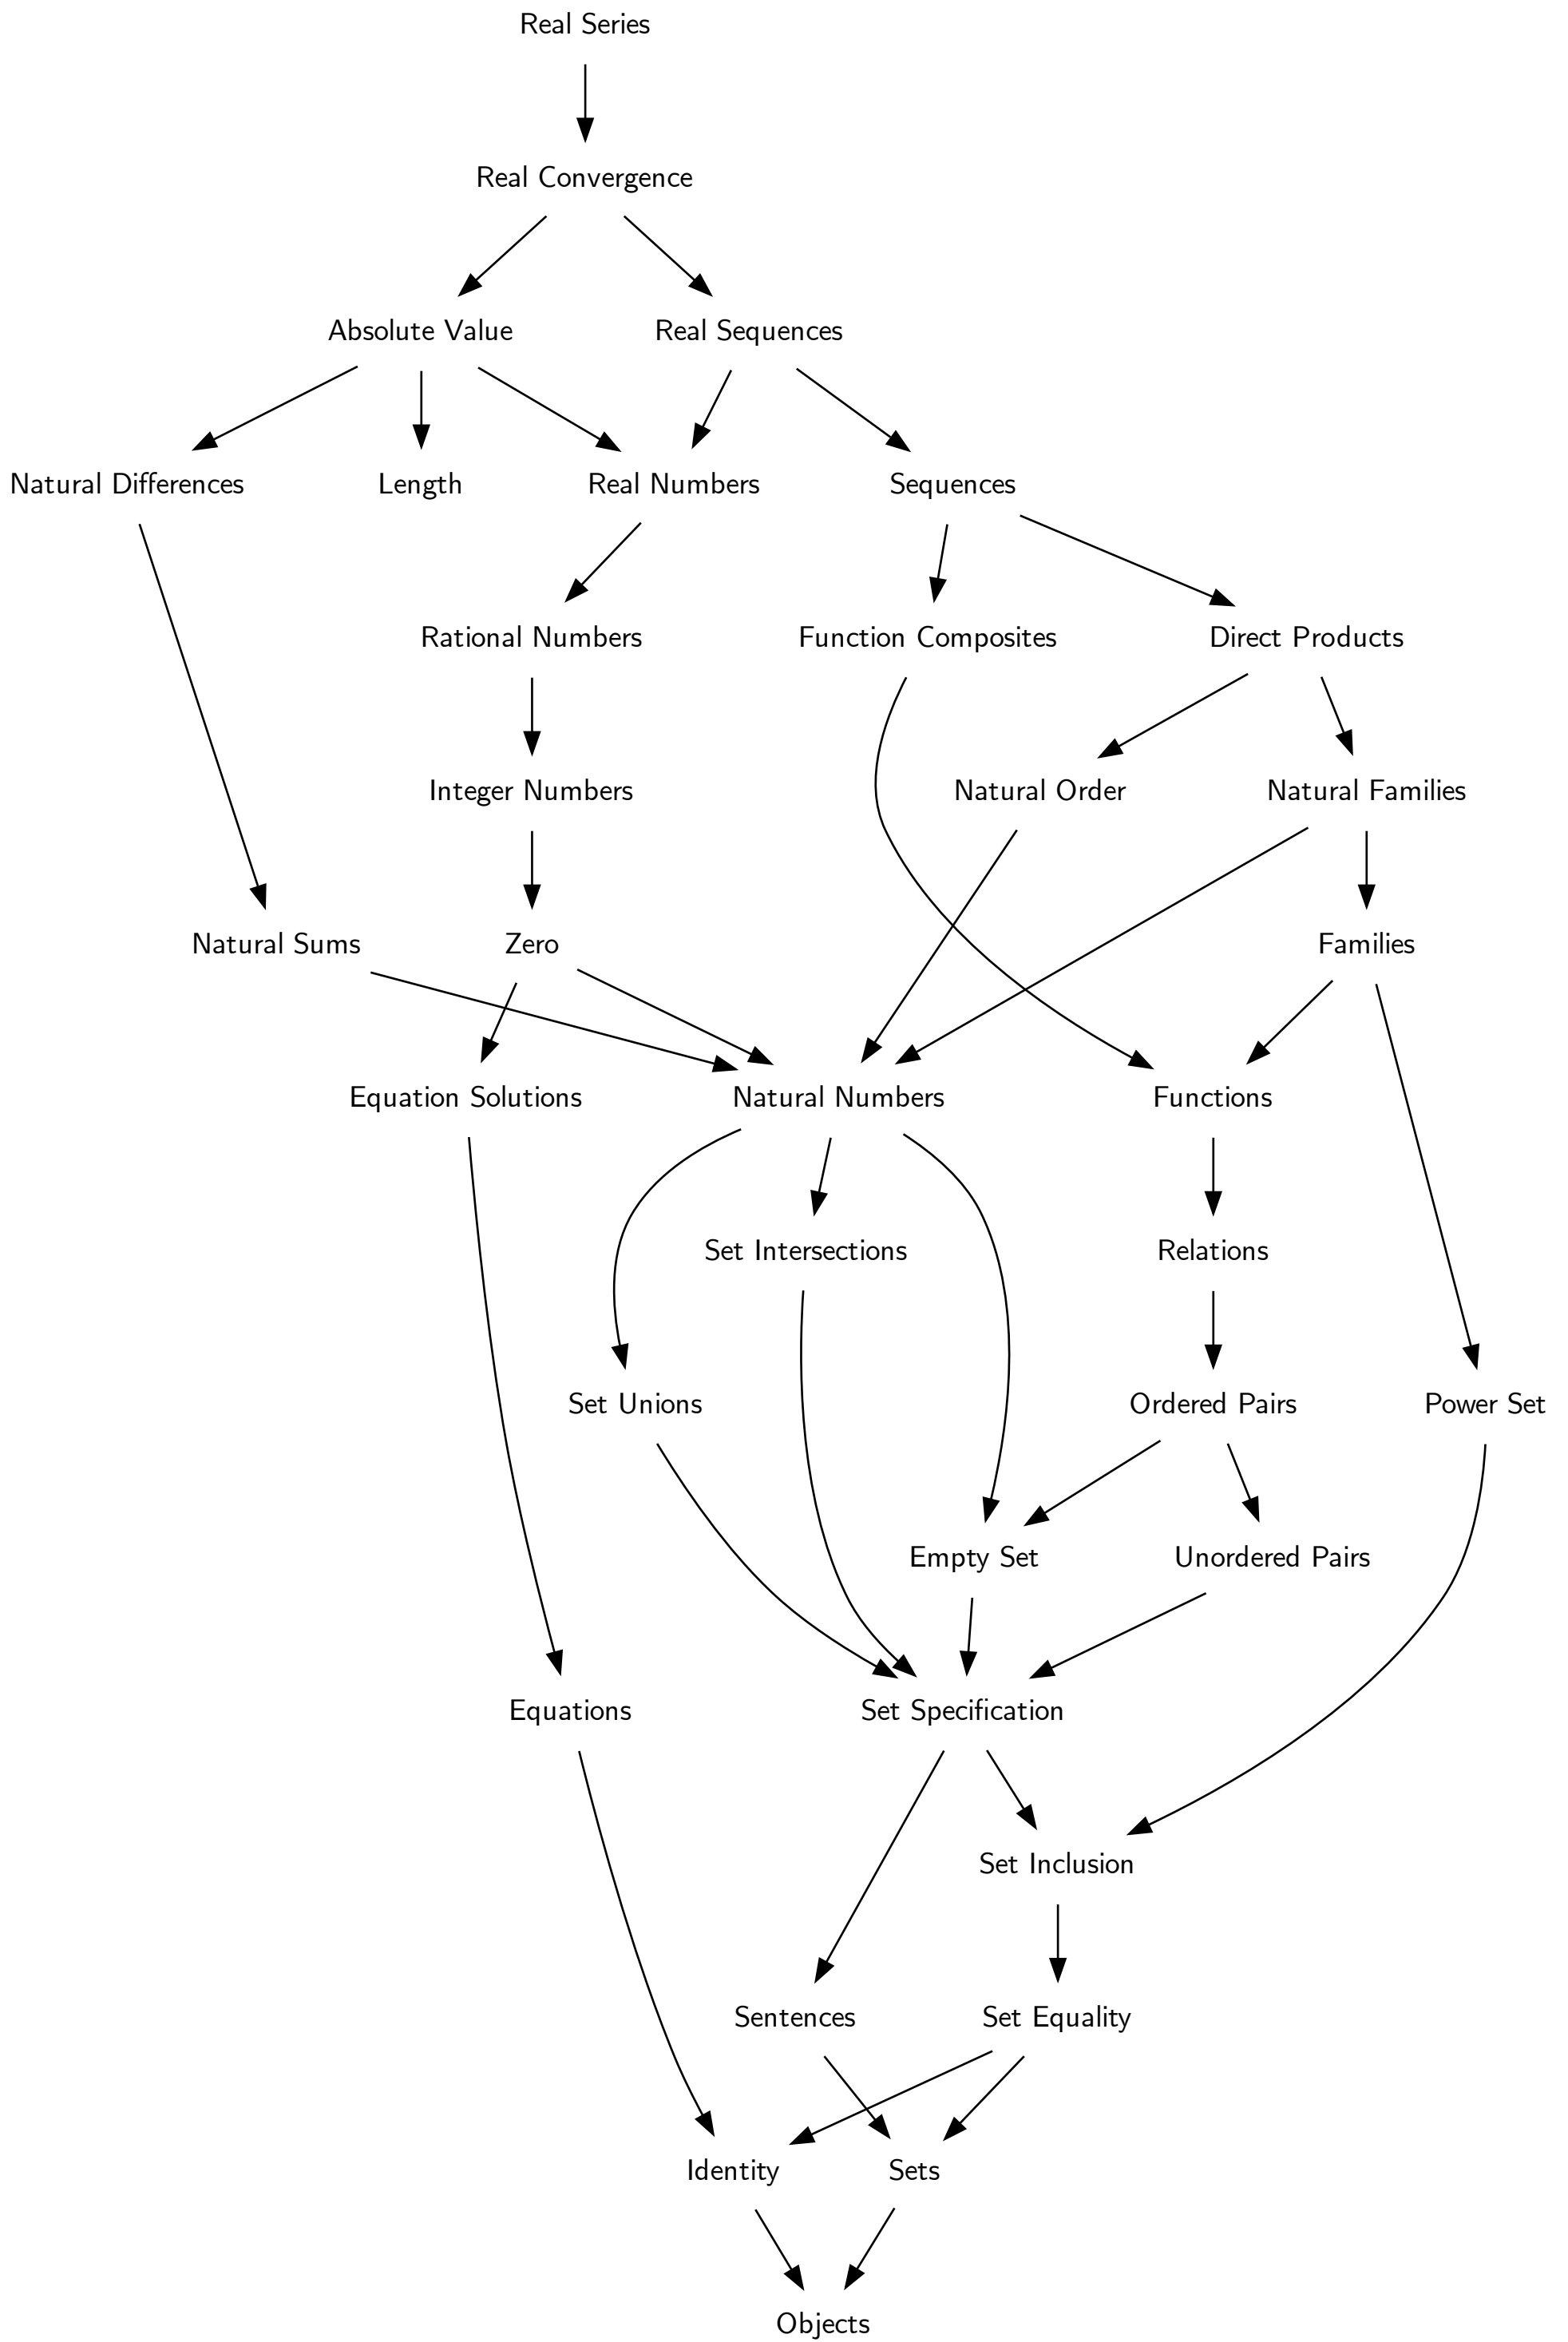 Real Series
Real Convergence
Absolute Value
Real Sequences
Natural Differences
Length
Real Numbers
Sequences
Rational Numbers
Function Composites
Direct Products
Integer Numbers
Natural Order
Natural Families
Natural Sums
Zero
Families
Equation Solutions
Natural Numbers
Functions
Set Intersections
Relations
Set Unions
Ordered Pairs
Power Set
Empty Set
Unordered Pairs
Equations
Set Specification
Set Inclusion
Sentences
Set Equality
Identity
Sets
Objects